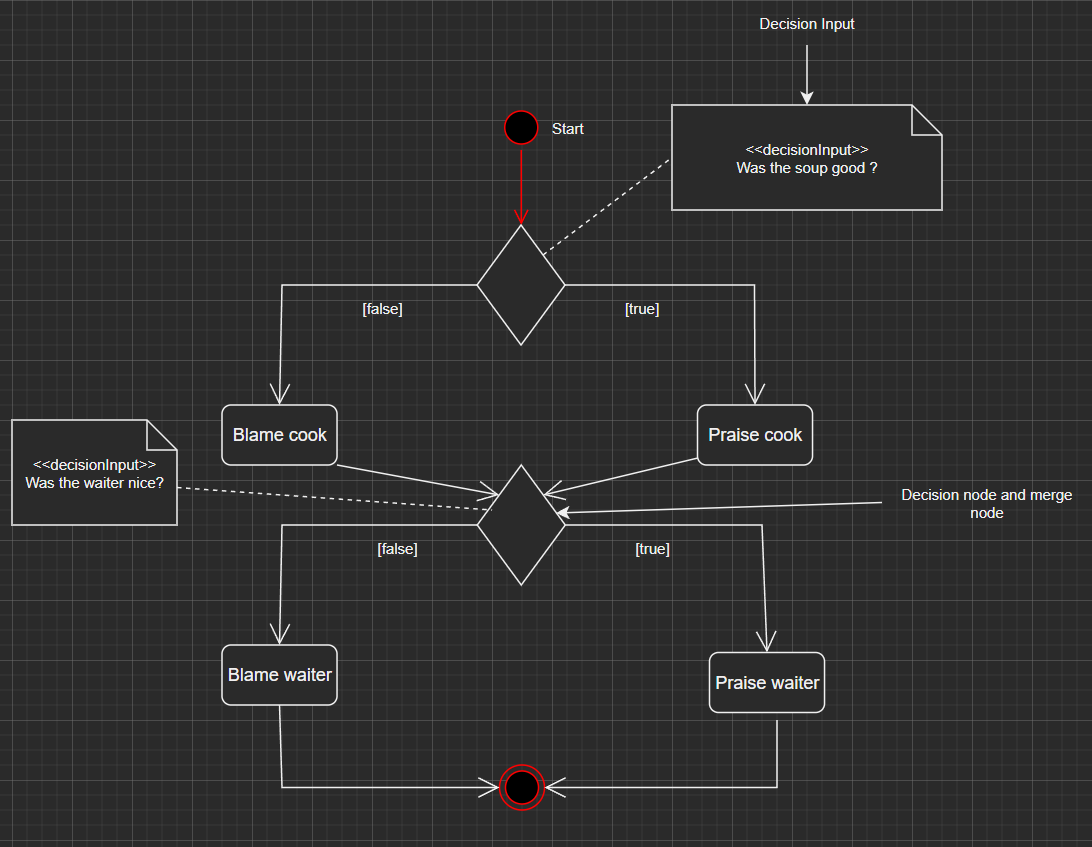 Decision Input
Start
<<decisionInput>>
Was the soup good ?
[false]
[true]
Blame cook
Praise cook
<<decisionInput>>
Was the waiter nice?
Decision node and merge
node
[false]
[true]
Blame waiter
Praise waiter